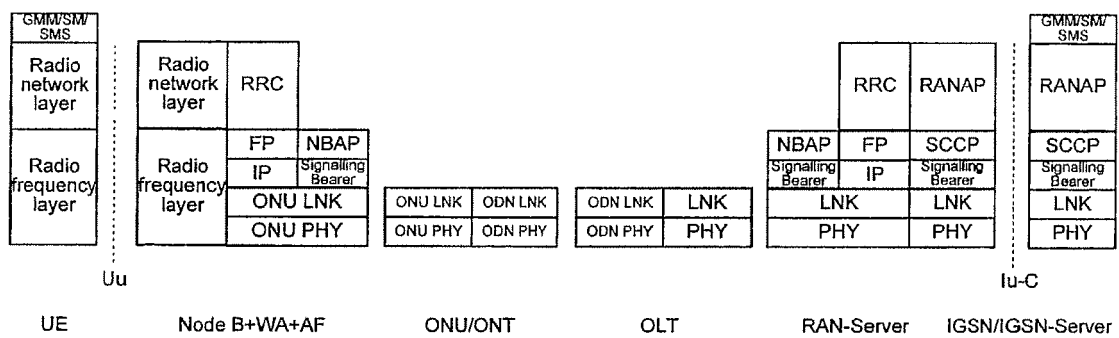 GMM/SM/
SMS
Radio
network
layer
Radio
frequency
layer
Radio
network
layer
RRC
Radio
frequency
layer
FP
NBAP
IP
Signalling
Bearer
ONU LNK
ONU PHY
ONU LNK
ODN LNK
ONU PHY
ODN PHY
ODN LNK
LNK
ODN PHY
PHY
RRC
RANAP
NBAP
FP
SCCP
Signalling
Bearer
IP
Signalling
Bearer
LNK
LNK
PHY
PHY
GMM/SM/
SMS
RANAP
SCCP
Signalling
Bearer
LNK
PHY
Uu
Iu-C
UE
Node B+WA+AF
ONU/ONT
OLT
RAN-Server
IGSN/IGSN-Server